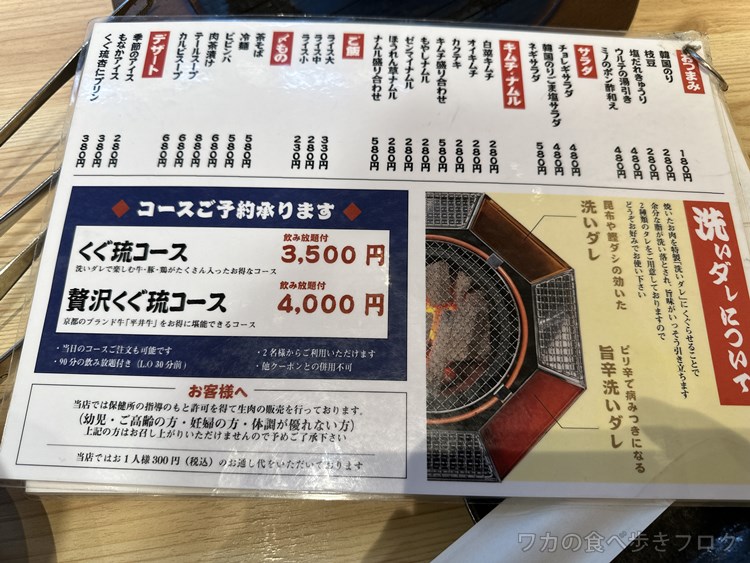 おつまみ
韓国のり 180円
枝豆 280円
塩だれきゅうり 280円
ウルテの湯引き 480円
ミノのポン酢和え 480円
サラダ
チョレギサラダ 480円
韓国のりごま塩サラダ 480円
ネギサラダ 580円
キムチ・ナムル
白菜キムチ 280円
オイキムチ 280円
カクテキ 280円
キムチ盛り合わせ 580円
もやしナムル 280円
ゼンマイナムル 280円
ほうれん草ナムル 280円
ナムル盛り合わせ 580円
ご飯
ライス大 330円
ライス中 280円
ライス小 230円
〆もの
茶そば 580円
冷麺 580円
ビビンバ 680円
肉茶漬け 880円
テールスープ 680円
カルビスープ 680円
デザート
季節のアイス 280円
もなかアイス 380円
くぐ琉杏仁プリン 380円
コースご予約承ります
くぐ琉コース 飲み放題付 3,500円
洗いダレで楽しむ牛・豚・鶏がたくさん入ったお得なコース
贅沢くぐ琉コース 飲み放題付 4,000円
京都のブランド牛「平井牛」をお得に堪能できるコース
・当日のコースご注文も可能です
・90分の飲み放題付き(L.O 30分前)
・2名様からご利用いただけます
・他クーポンとの併用不可
お客様へ
当店では保健所の指導のもと許可を得て生肉の販売を行っております。
(幼児・ご高齢の方・妊婦の方・体調が優れない方)
上記の方はお召し上がりいただけませんので予めご了承下さい
当店ではお1人様300円(税込)のお通し代をいただいております
洗いダレについて
焼いたお肉を特製「洗いダレ」にくぐらせることで
余分な脂が洗い落とされ、旨味がいっそう引き立ちます
2種類のタレをご用意しておりますので
どうぞお好みでお使い下さい
昆布や鰹ダシの効いた
洗いダレ
ピリ辛で病みつきになる
旨辛洗いダレ
ワカの食べ歩きブログ